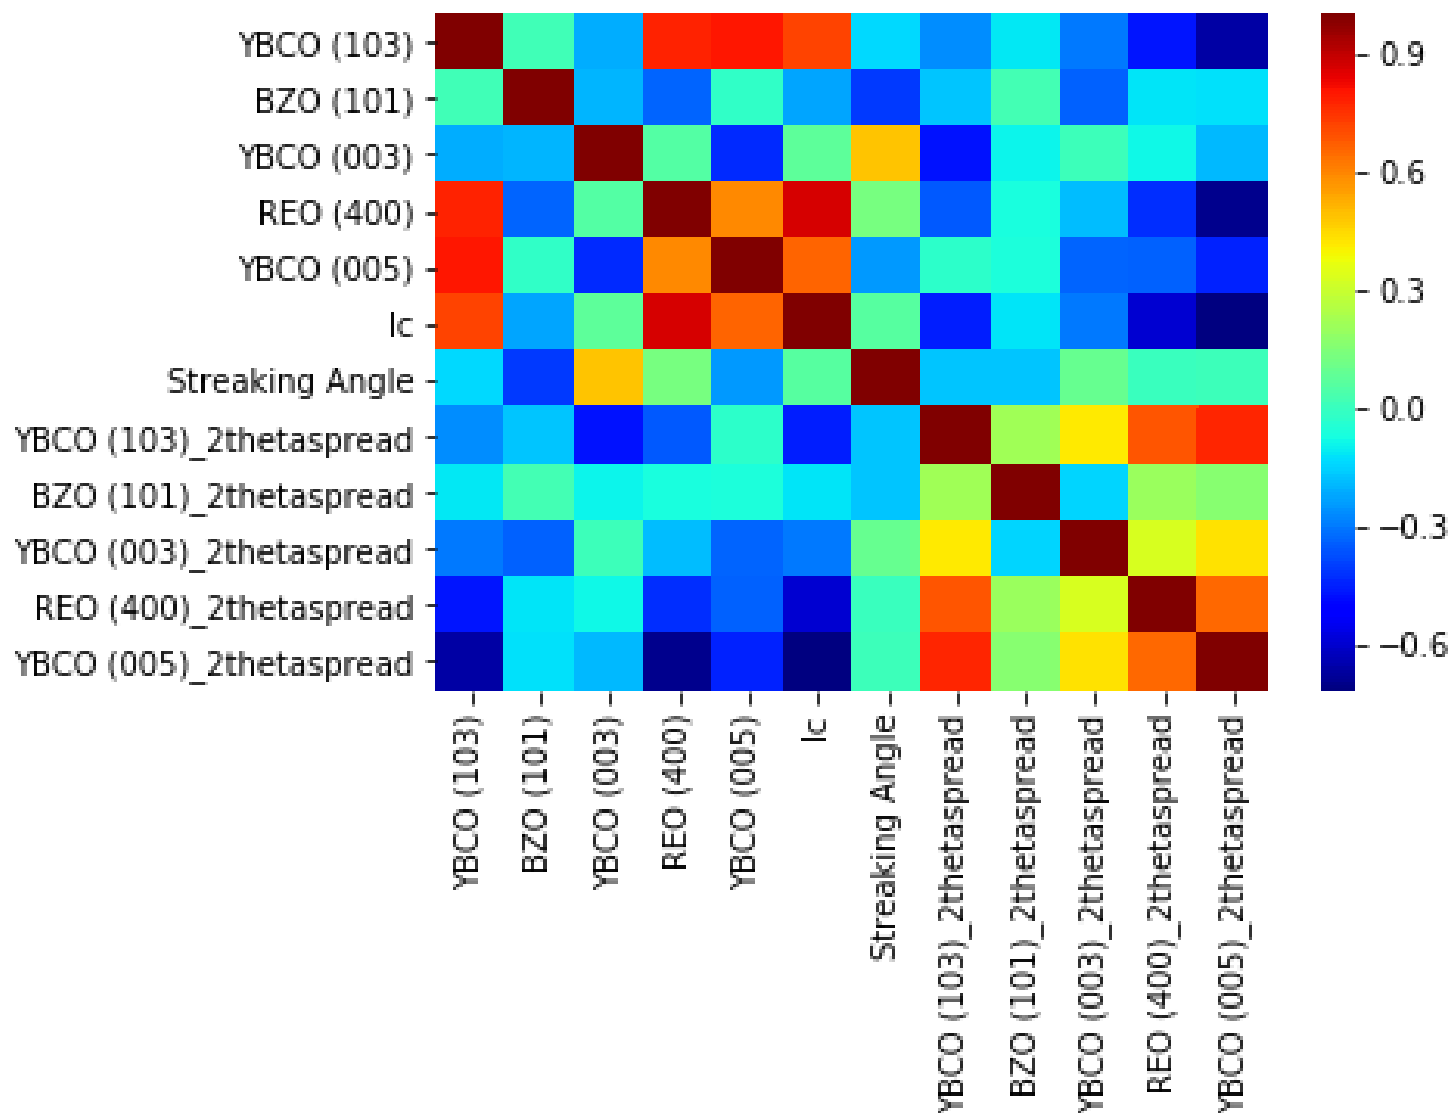 YBCO (103)
BZO (101)
YBCO (003)
REO (400)
YBCO (005)
Ic
Streaking Angle
YBCO (103)_2thetaspread
BZO (101)_2thetaspread
YBCO (003)_2thetaspread
REO (400)_2thetaspread
YBCO (005)_2thetaspread
YBCO (103)
BZO (101)
YBCO (003)
REO (400)
YBCO (005)
Ic
Streaking Angle
YBCO (103)_2thetaspread
BZO (101)_2thetaspread
YBCO (003)_2thetaspread
REO (400)_2thetaspread
YBCO (005)_2thetaspread
0.9
0.6
0.3
0.0
−0.3
−0.6